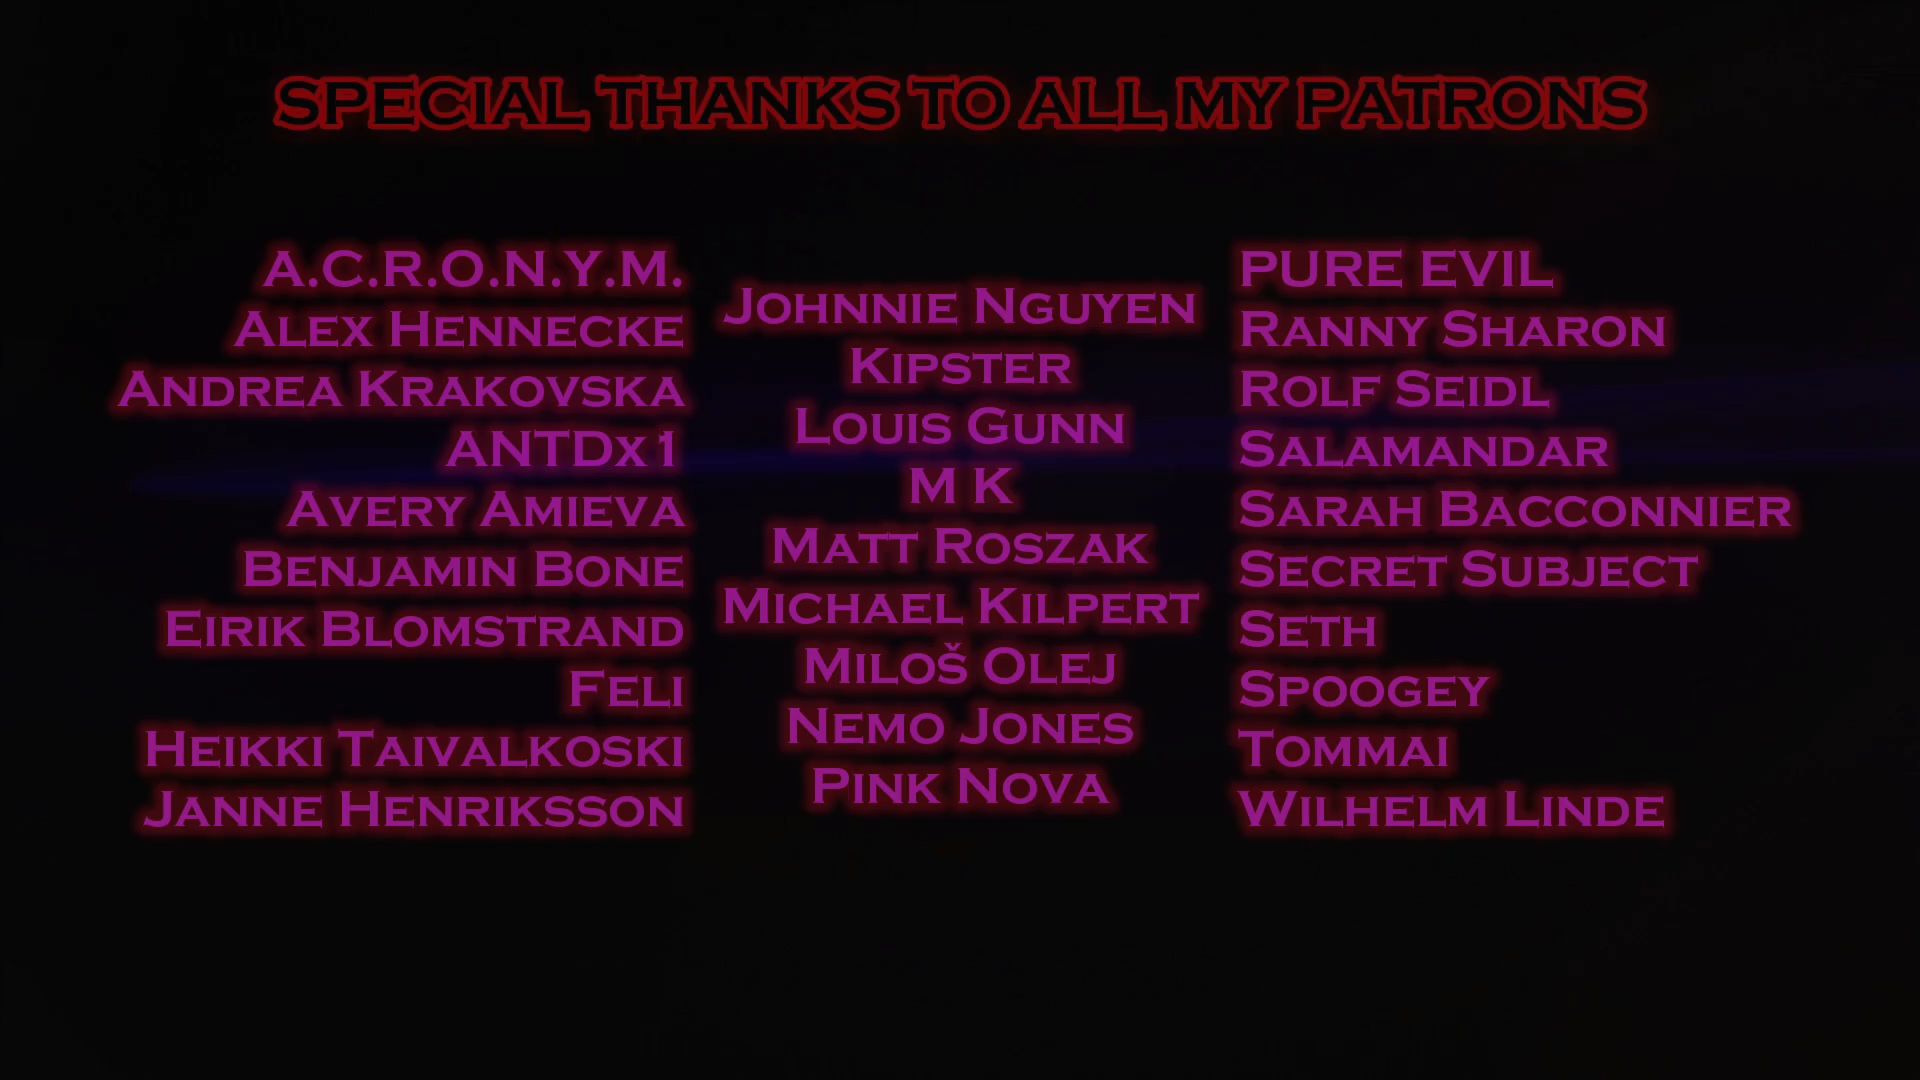 SPECIAL THANKS TO ALL MY PATRONS
A.C.R.O.N.Y.M.
Alex Hennecke
Andrea Krakovska
ANTDx1
Avery Amieva
Benjamin Bone
Eirik Blomstrand
Feli
Heikki Taivalkoski
Janne Henriksson
Johnnie Nguyen
Kipster
Louis Gunn
M K
Matt Roszak
Michael Kilpert
Miloš Olej
Nemo Jones
Pink Nova
PURE EVIL
Ranny Sharon
Rolf Seidl
Salamandar
Sarah Bacconnier
Secret Subject
Seth
Spoogey
Tommai
Wilhelm Linde